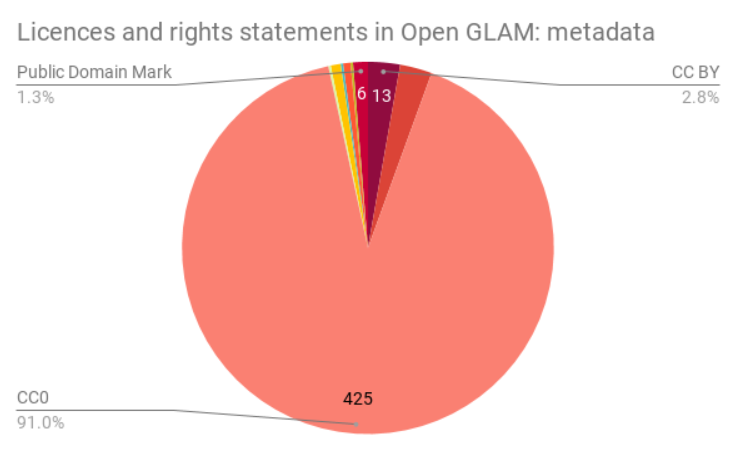 Licences and rights statements in Open GLAM: metadata
Public Domain Mark
1.3%
CC BY
2.8%
6
13
425
CC0
91.0%